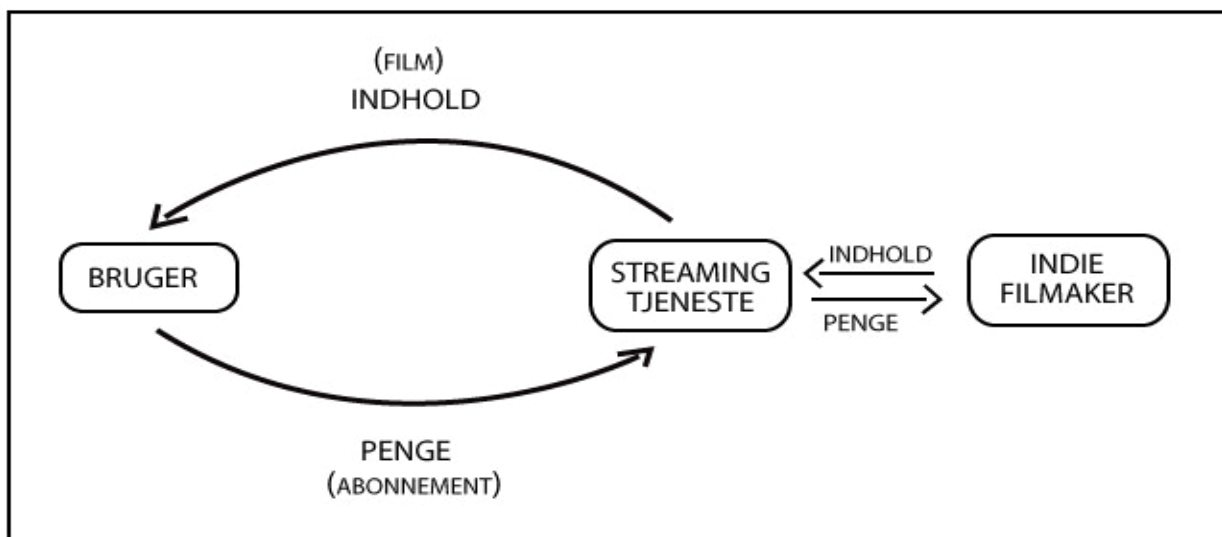 (FILM)
INDHOLD
BRUGER
STREAMING
TJENESTE
INDHOLD
PENGE
INDIE
FILMAKER
PENGE
(ABONNEMENT)